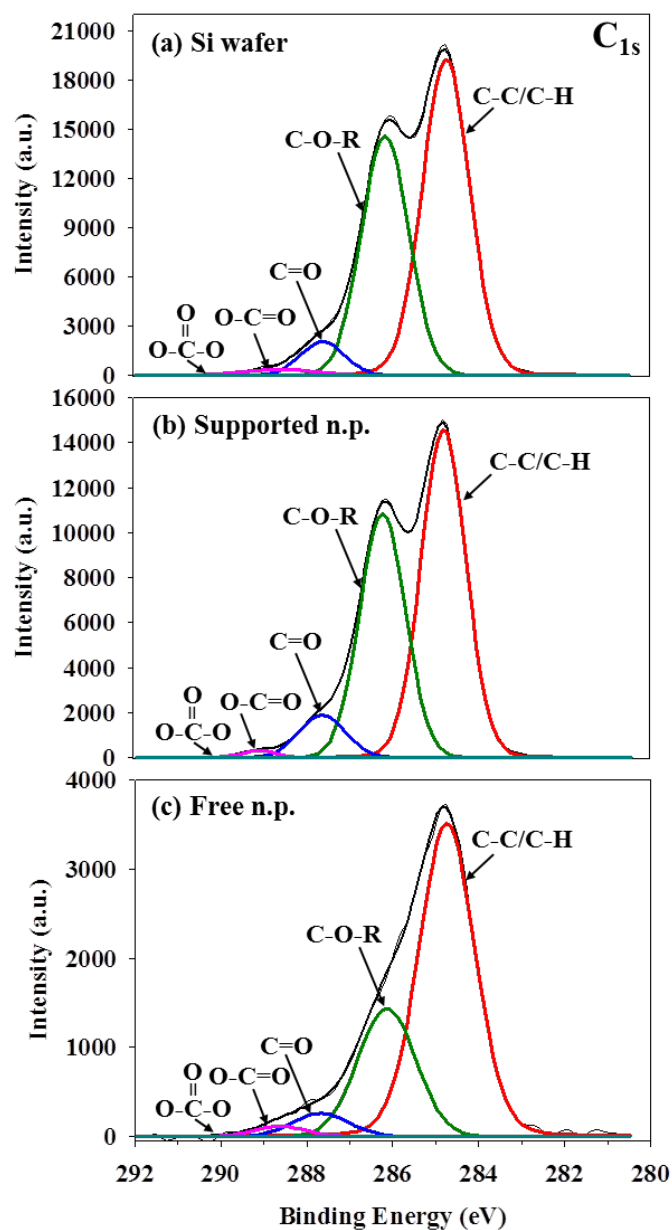 21000
(a) Si wafer
C1s
18000
C-C/C-H
15000
C-O-R
12000
9000
C=O
6000
O
O-C=O
3000
O-C-O
0
Intensity (a.u.)
16000
(b) Supported n.p.
14000
C-C/C-H
12000
C-O-R
10000
8000
6000
C=O
4000
O
O-C=O
2000
O-C-O
0
Intensity (a.u.)
4000
(c) Free n.p.
C-C/C-H
3000
C-O-R
2000
C=O
1000
O-C=O
O
O-C-O
0
Intensity (a.u.)
292 290 288 286 284 282 280
Binding Energy (eV)